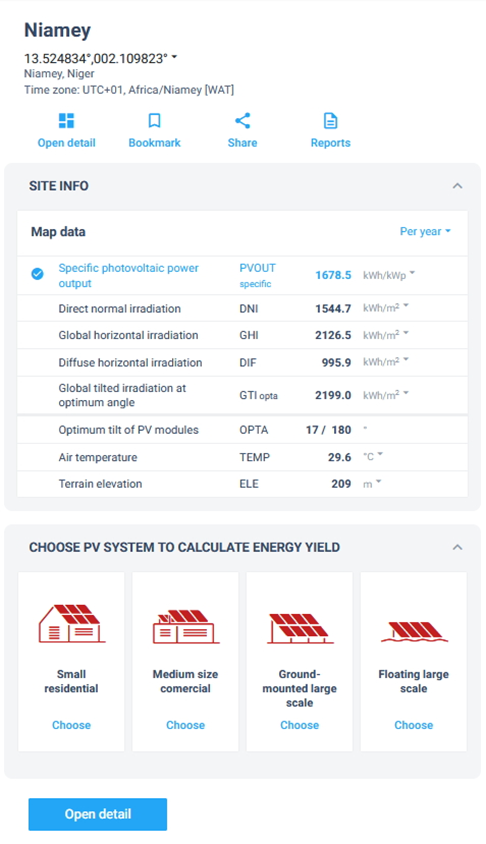 Niamey
13.524834°,002.109823°
Niamey, Niger
Time zone: UTC+01, Africa/Niamey [WAT]
Open detail Bookmark Share Reports
SITE INFO
Map data Per year
Specific photovoltaic power PVOUT 1678.5 kWh/kWp
output specific
Direct normal irradiation DNI 1544.7 kWh/m²
Global horizontal irradiation GHI 2126.5 kWh/m²
Diffuse horizontal irradiation DIF 995.9 kWh/m²
Global tilted irradiation at GTI opta 2199.0 kWh/m²
optimum angle
Optimum tilt of PV modules OPTA 17 / 180 °
Air temperature TEMP 29.6 °C
Terrain elevation ELE 209 m
CHOOSE PV SYSTEM TO CALCULATE ENERGY YIELD
Small Medium size Ground- Floating large
residential comercial mounted large scale
scale
Choose Choose Choose Choose
Open detail